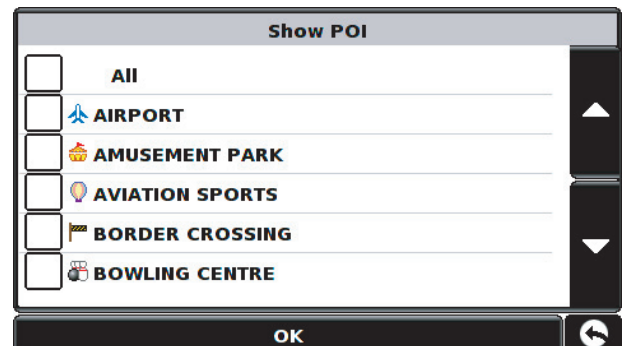 Show POI
All
AIRPORT
AMUSEMENT PARK
AVIATION SPORTS
BORDER CROSSING
BOWLING CENTRE
OK